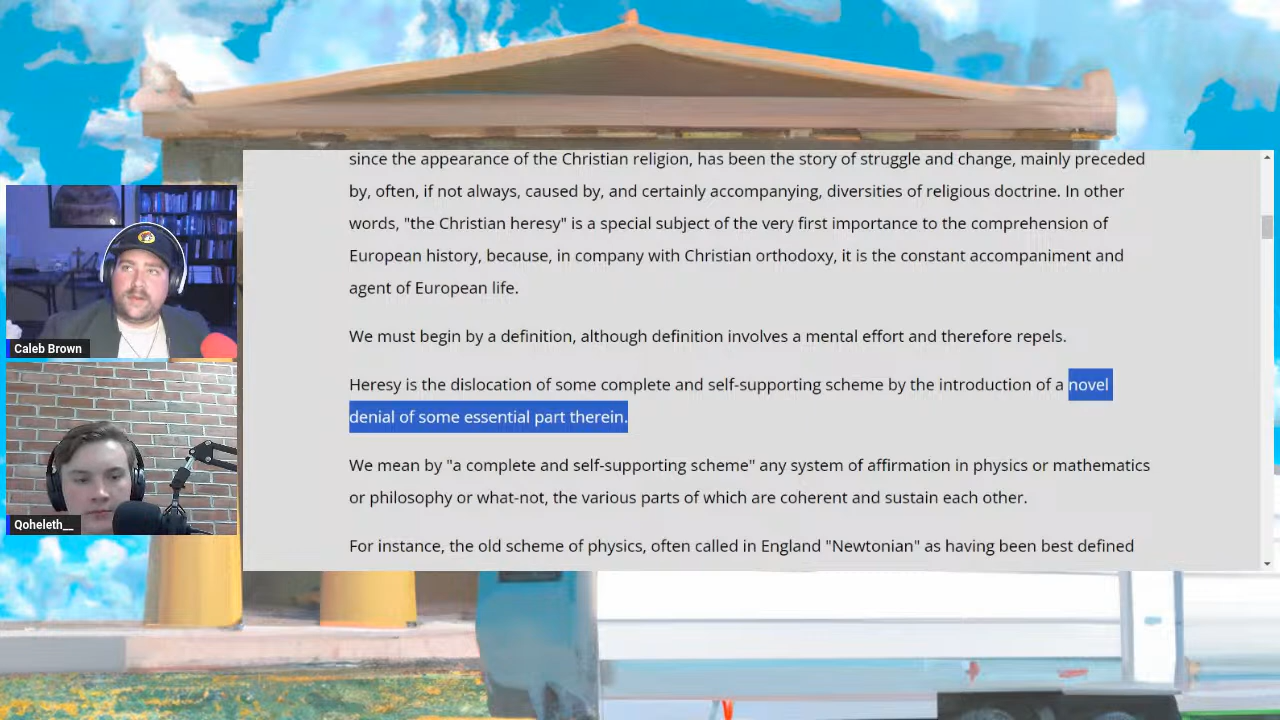 since the appearance of the Christian religion, has been the story of struggle and change, mainly preceded
by, often, if not always, caused by, and certainly accompanying, diversities of religious doctrine. In other
words, "the Christian heresy" is a special subject of the very first importance to the comprehension of
European history, because, in company with Christian orthodoxy, it is the constant accompaniment and
agent of European life.
We must begin by a definition, although definition involves a mental effort and therefore repels.
Heresy is the dislocation of some complete and self-supporting scheme by the introduction of a novel
denial of some essential part therein.
We mean by "a complete and self-supporting scheme" any system of affirmation in physics or mathematics
or philosophy or what-not, the various parts of which are coherent and sustain each other.
For instance, the old scheme of physics, often called in England "Newtonian" as having been best defined
Caleb Brown
Qoheleth__